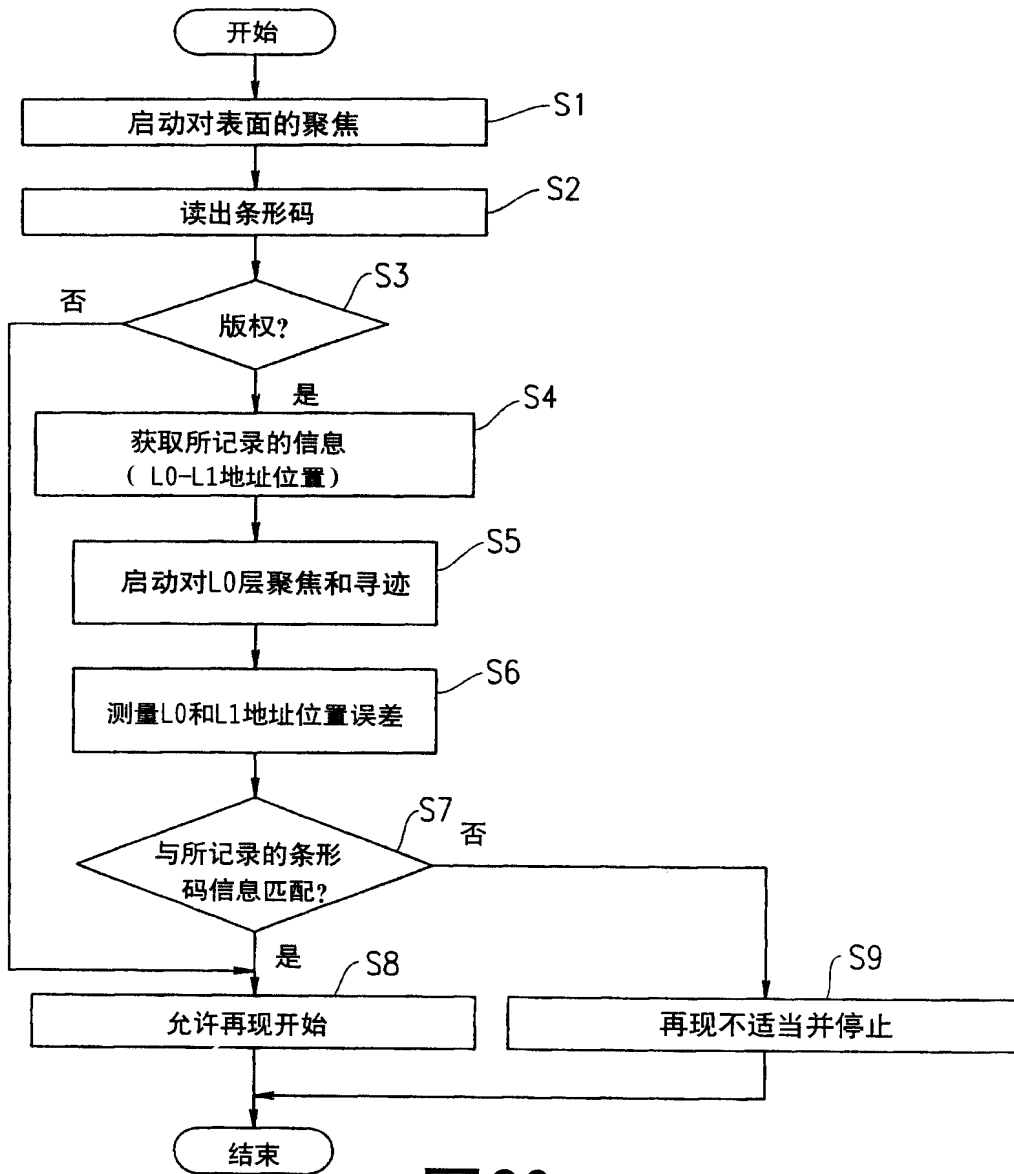 开始
启动对表面的聚焦
S1
读出条形码
S2
版权?
S3
否
是
获取所记录的信息
( L0-L1地址位置)
S4
启动对L0层聚焦和寻迹
S5
测量L0和L1地址位置误差
S6
与所记录的条形
码信息匹配?
S7
否
是
允许再现开始
S8
再现不适当并停止
S9
结束